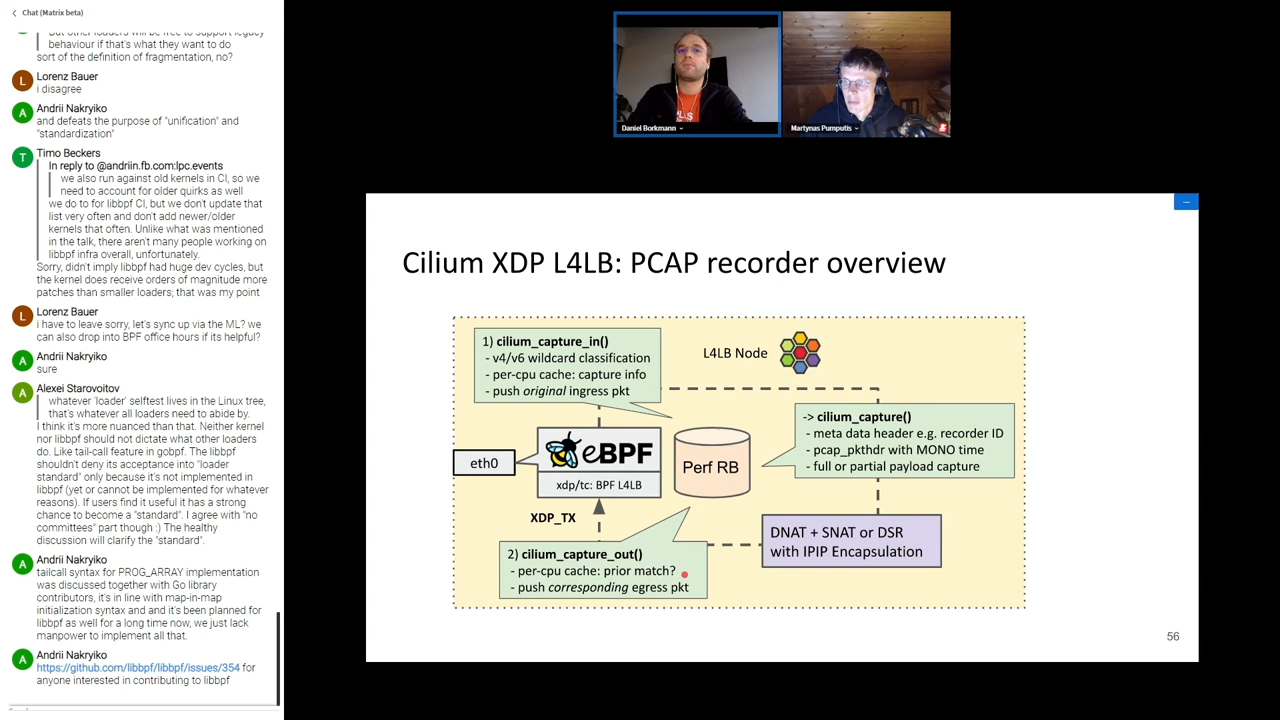 Chat (Matrix beta)
But other loaders will be free to support legacy
behaviour if that's what they want to do
sort of the definition of fragmentation, no?
L
Lorenz Bauer
i disagree
A
Andrii Nakryiko
and defeats the purpose of "unification" and
"standardization"
T
Timo Beckers
In reply to @andriin.fb.com:lpc.events
we also run against old kernels in CI, so we
need to account for older quirks as well
we do to for libbpf CI, but we don't update that
list very often and don't add newer/older
kernels that often. Unlike what was mentioned
in the talk, there aren't many people working on
libbpf infra overall, unfortunately.
Sorry, didn't imply libbpf had huge dev cycles, but
the kernel does receive orders of magnitude more
patches than smaller loaders; that was my point
L
Lorenz Bauer
i have to leave sorry, let's sync up via the ML? we
can also drop into BPF office hours if its helpful?
A
Andrii Nakryiko
sure
A
Alexei Starovoitov
whatever 'loader' selftest lives in the Linux tree,
that's whatever all loaders need to abide by.
I think it's more nuanced than that. Neither kernel
nor libbpf should not dictate what other loaders
do. Like tail-call feature in gobpf. The libbpf
shouldn't deny its acceptance into "loader
standard" only because it's not implemented in
libbpf (yet or cannot be implemented for whatever
reasons). If users find it useful it has a strong
chance to become a "standard". I agree with "no
committees" part though :) The healthy
discussion will clarify the "standard".
A
Andrii Nakryiko
tailcall syntax for PROG_ARRAY implementation
was discussed together with Go library
contributors, it's in line with map-in-map
initialization syntax and and it's been planned for
libbpf as well for a long time now, we just lack
manpower to implement all that.
A
Andrii Nakryiko
https://github.com/libbpf/libbpf/issues/354 for
anyone interested in contributing to libbpf
Daniel Borkmann
Martynas Pumputis
Cilium XDP L4LB: PCAP recorder overview
1) cilium_capture_in()
- v4/v6 wildcard classification
- per-cpu cache: capture info
- push original ingress pkt
L4LB Node
-> cilium_capture()
- meta data header e.g. recorder ID
- pcap_pkthdr with MONO time
- full or partial payload capture
eth0
eBPF
xdp/tc: BPF L4LB
Perf RB
XDP_TX
DNAT + SNAT or DSR
with IPIP Encapsulation
2) cilium_capture_out()
- per-cpu cache: prior match?
- push corresponding egress pkt
56